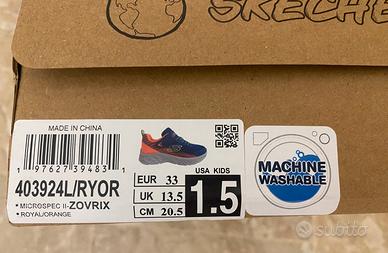 SKECHE
MADE IN CHINA
1 97627 39483 1
403924L/RYOR
• MICROSPEC II-ZOVRIX
• ROYAL/ORANGE
EUR 33
UK 13.5
CM 20.5
USA KIDS
1.5
MACHINE
WASHABLE
subito